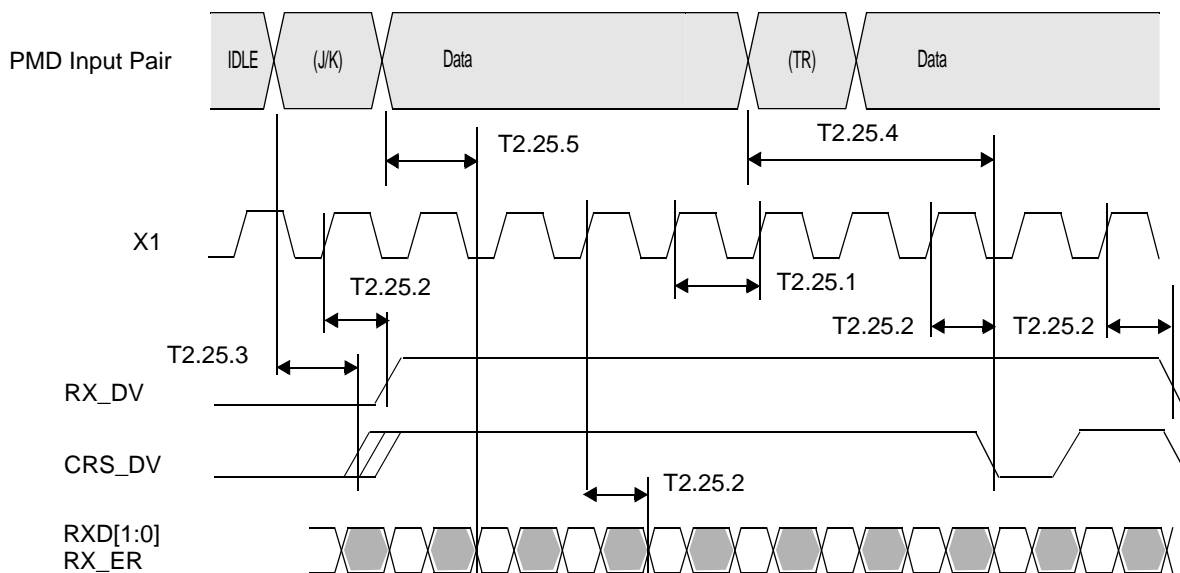 PMD Input Pair IDLE (J/K) Data (TR) Data
T2.25.5 T2.25.4
X1
T2.25.2 T2.25.1
T2.25.2 T2.25.2
T2.25.3
RX_DV
CRS_DV
T2.25.2
RXD[1:0]
RX_ER